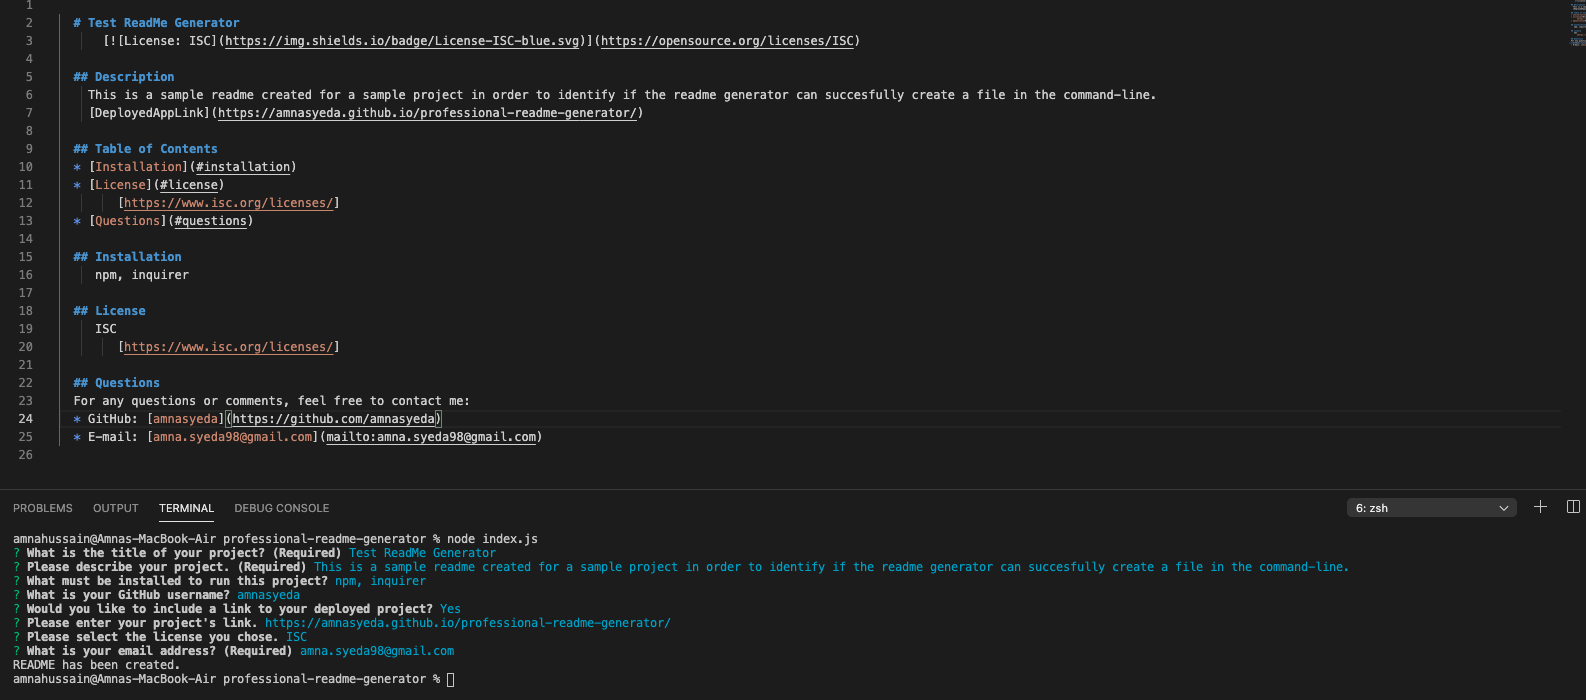 1
2 # Test ReadMe Generator
3 [![License: ISC](https://img.shields.io/badge/License-ISC-blue.svg)](https://opensource.org/licenses/ISC)
4
5 ## Description
6 This is a sample readme created for a sample project in order to identify if the readme generator can succesfully create a file in the command-line.
7 [DeployedAppLink](https://amnasyeda.github.io/professional-readme-generator/)
8
9 ## Table of Contents
10 * [Installation](#installation)
11 * [License](#license)
12 [https://www.isc.org/licenses/]
13 * [Questions](#questions)
14
15 ## Installation
16 npm, inquirer
17
18 ## License
19 ISC
20 [https://www.isc.org/licenses/]
21
22 ## Questions
23 For any questions or comments, feel free to contact me:
24 * GitHub: [amnasyeda](https://github.com/amnasyeda)
25 * E-mail: [amna.syeda98@gmail.com](mailto:amna.syeda98@gmail.com)
26
PROBLEMS OUTPUT TERMINAL DEBUG CONSOLE 6: zsh
amnahussain@Amnas-MacBook-Air professional-readme-generator % node index.js
? What is the title of your project? (Required) Test ReadMe Generator
? Please describe your project. (Required) This is a sample readme created for a sample project in order to identify if the readme generator can succesfully create a file in the command-line.
? What must be installed to run this project? npm, inquirer
? What is your GitHub username? amnasyeda
? Would you like to include a link to your deployed project? Yes
? Please enter your project's link. https://amnasyeda.github.io/professional-readme-generator/
? Please select the license you chose. ISC
? What is your email address? (Required) amna.syeda98@gmail.com
README has been created.
amnahussain@Amnas-MacBook-Air professional-readme-generator %